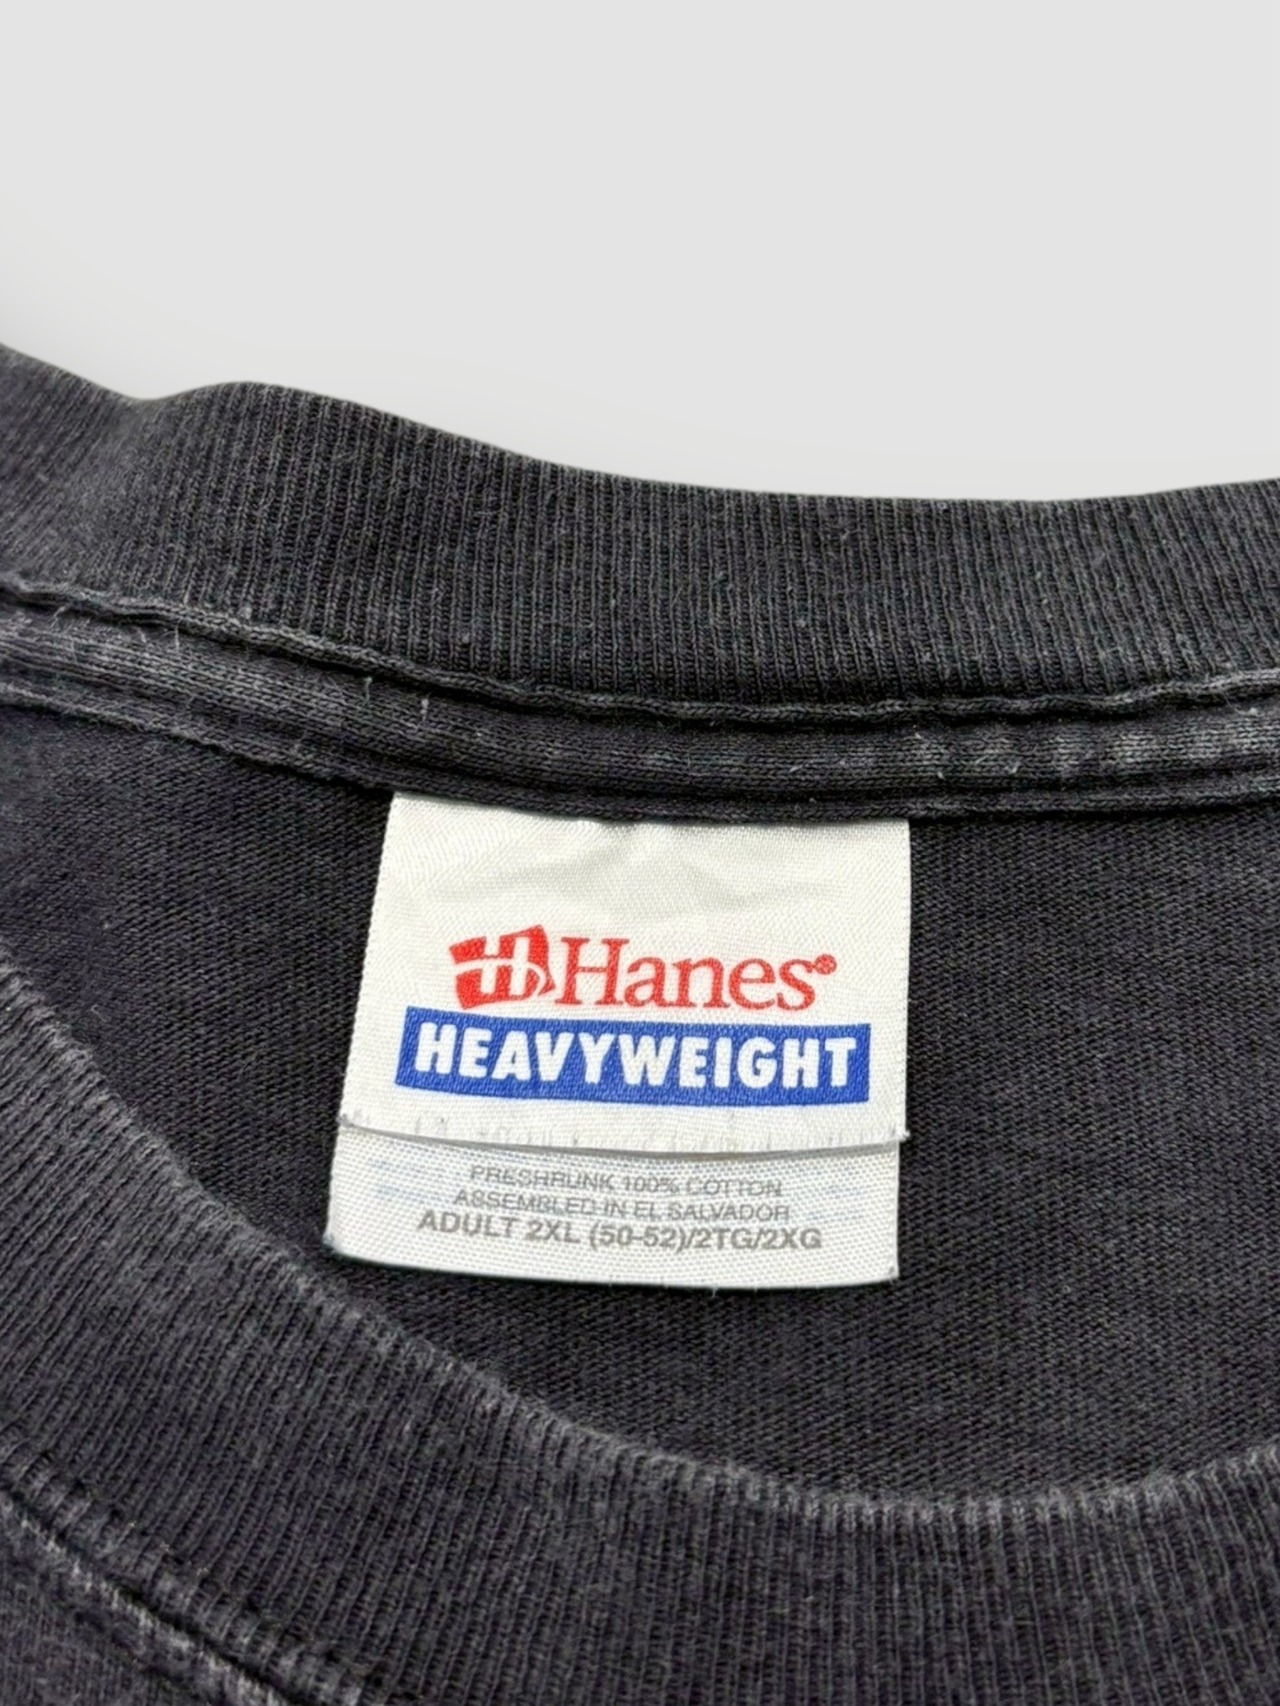 Hanes®
HEAVYWEIGHT
PRESHRUNK 100% COTTON
ASSEMBLED IN EL SALVADOR
ADULT 2XL (50-52)/2TG/2XG